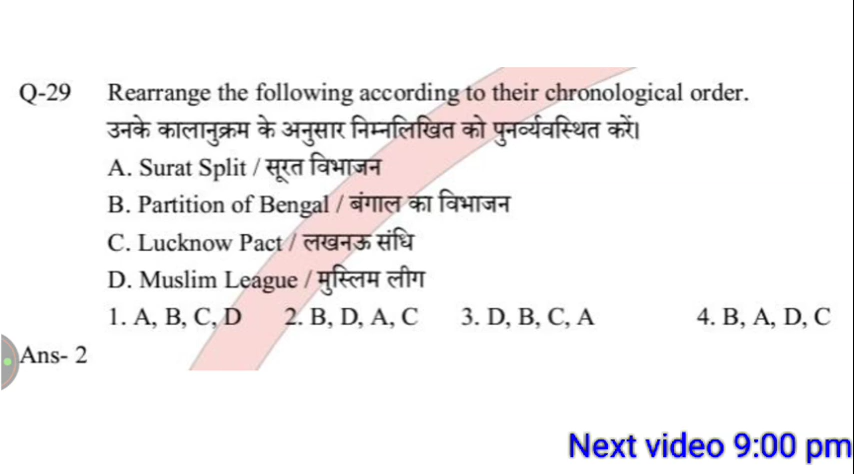 Q-29 Rearrange the following according to their chronological order.
उनके कालानुक्रम के अनुसार निम्नलिखित को पुनर्व्यवस्थित करें।
A. Surat Split / सूरत विभाजन
B. Partition of Bengal / बंगाल का विभाजन
C. Lucknow Pact / लखनऊ संधि
D. Muslim League / मुस्लिम लीग
1. A, B, C, D 2. B, D, A, C 3. D, B, C, A 4. B, A, D, C
Ans- 2
Next video 9:00 pm